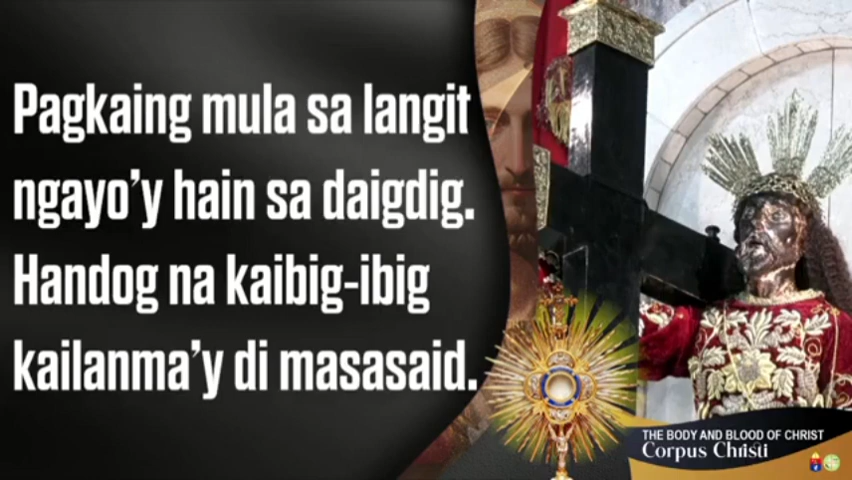 Pagkaing mula sa langit
ngayo'y hain sa daigdig.
Handog na kaibig-ibig
kailanma'y di masasaid.
THE BODY AND BLOOD OF CHRIST
Corpus Christi